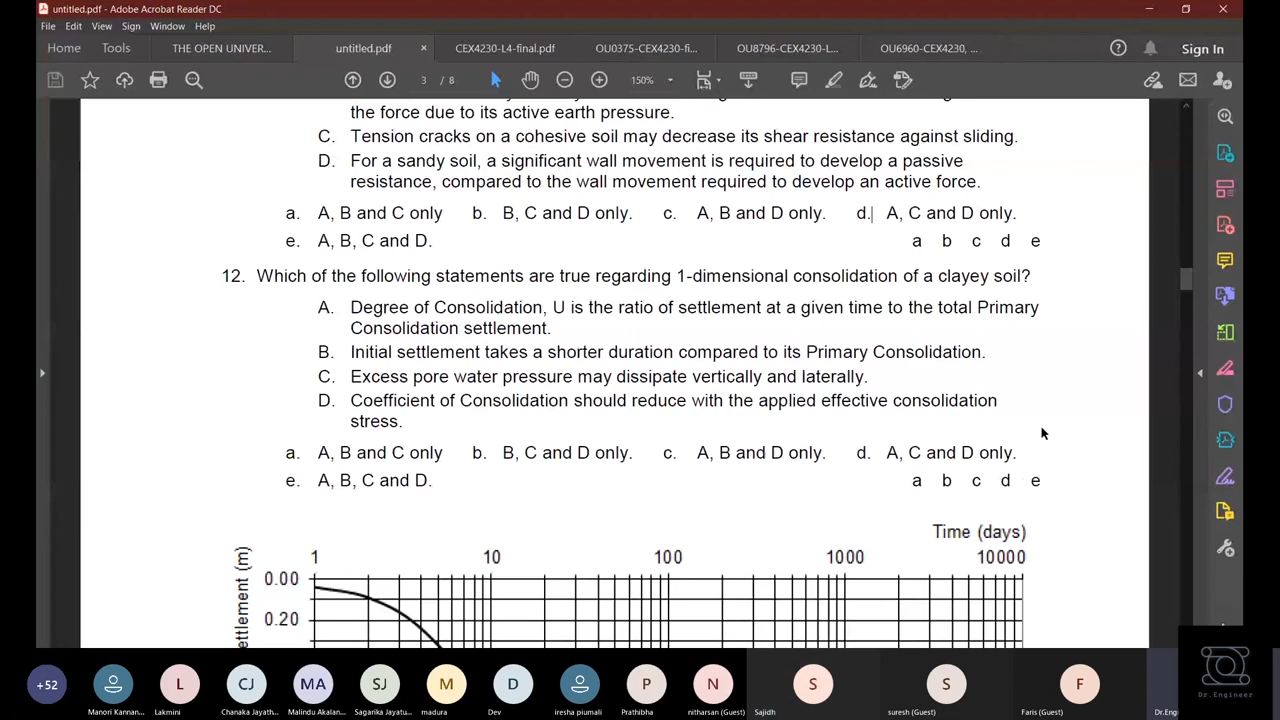 untitled.pdf - Adobe Acrobat Reader DC
File Edit View Sign Window Help
Home Tools THE OPEN UNIVER... untitled.pdf × CEX4230-L4-final.pdf OU0375-CEX4230-fi... OU8796-CEX4230-L... OU6960-CEX4230, ... Sign In
3 / 8 150%
the force due to its active earth pressure.
C. Tension cracks on a cohesive soil may decrease its shear resistance against sliding.
D. For a sandy soil, a significant wall movement is required to develop a passive
resistance, compared to the wall movement required to develop an active force.
a. A, B and C only b. B, C and D only. c. A, B and D only. d. A, C and D only.
e. A, B, C and D. a b c d e
12. Which of the following statements are true regarding 1-dimensional consolidation of a clayey soil?
A. Degree of Consolidation, U is the ratio of settlement at a given time to the total Primary
Consolidation settlement.
B. Initial settlement takes a shorter duration compared to its Primary Consolidation.
C. Excess pore water pressure may dissipate vertically and laterally.
D. Coefficient of Consolidation should reduce with the applied effective consolidation
stress.
a. A, B and C only b. B, C and D only. c. A, B and D only. d. A, C and D only.
e. A, B, C and D. a b c d e
Time (days)
1 10 100 1000 10000
0.00
0.20
ettlement (m)
+52 L CJ MA SJ M D P N S S F
Manori Kannan... Lakmini Chanaka Jayath... Malindu Akalan... Sagarika Jayatu... madura Dev iresha piumali Prathibha nitharsan (Guest) Sajidh suresh (Guest) Faris (Guest) Dr.Eng
Dr.Engineer